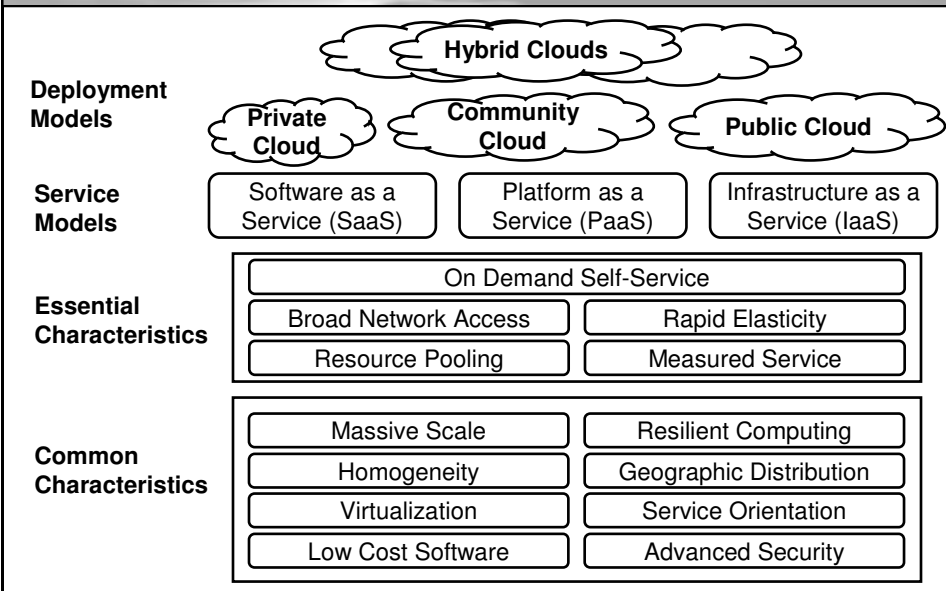 Hybrid Clouds
Deployment
Models
Private
Cloud
Community
Cloud
Public Cloud
Service
Models
Software as a
Service (SaaS)
Platform as a
Service (PaaS)
Infrastructure as a
Service (IaaS)
Essential
Characteristics
On Demand Self-Service
Broad Network Access
Rapid Elasticity
Resource Pooling
Measured Service
Common
Characteristics
Massive Scale
Resilient Computing
Homogeneity
Geographic Distribution
Virtualization
Service Orientation
Low Cost Software
Advanced Security